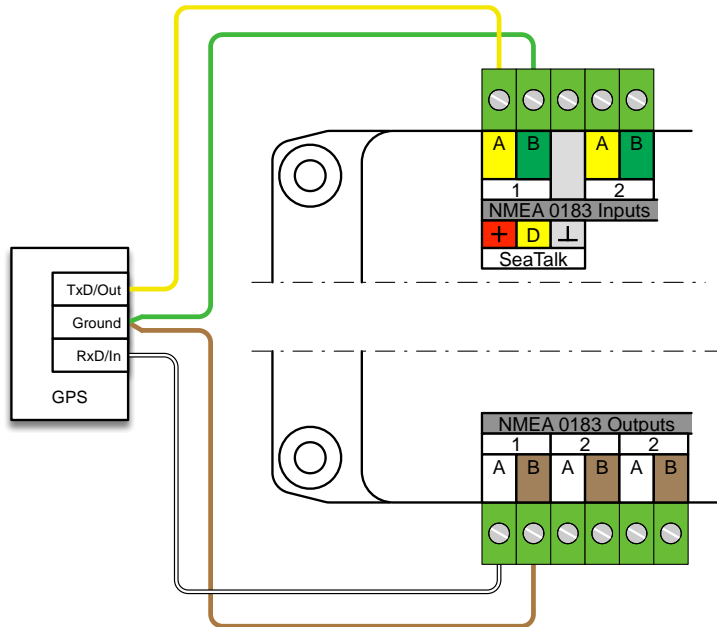 A B A B
1 2
NMEA 0183 Inputs
+ D ⊥
SeaTalk
TxD/Out
Ground
RxD/In
GPS
NMEA 0183 Outputs
1 2 2
A B A B A B